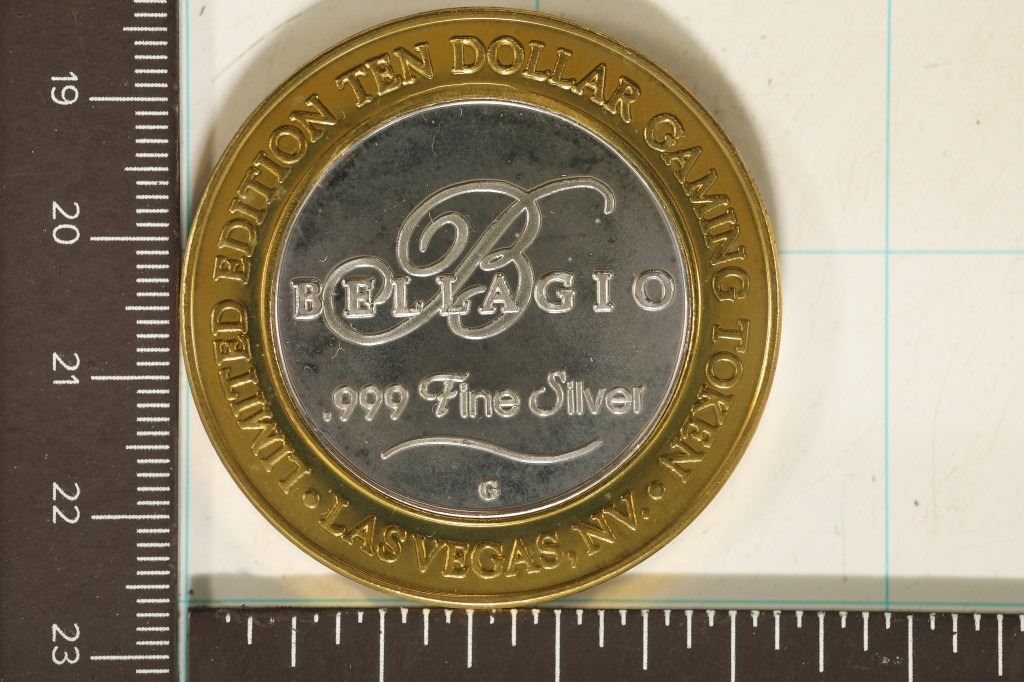 LIMITED EDITION TEN DOLLAR GAMING TOKEN
• LAS VEGAS, NV. •
B
BELLAGIO
.999 Fine Silver
G
19
20
21
22
23